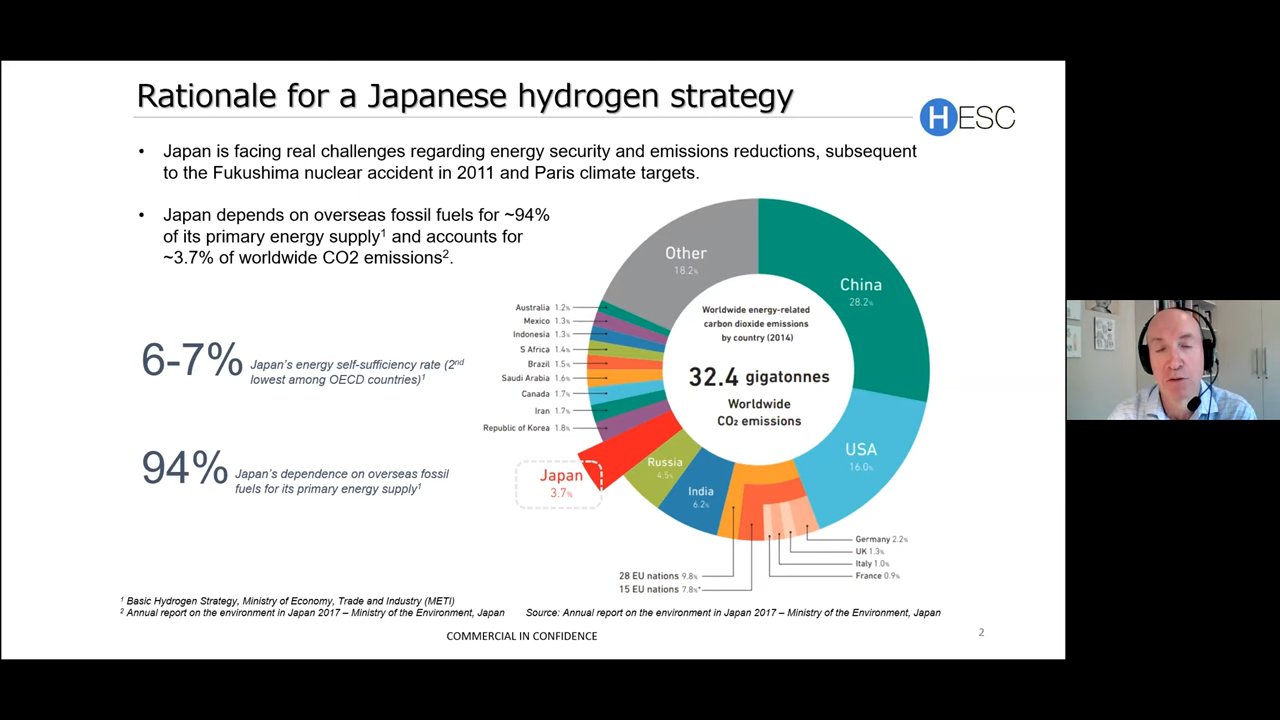 Rationale for a Japanese hydrogen strategy
HESC
• Japan is facing real challenges regarding energy security and emissions reductions, subsequent
to the Fukushima nuclear accident in 2011 and Paris climate targets.
• Japan depends on overseas fossil fuels for ~94%
of its primary energy supply¹ and accounts for
~3.7% of worldwide CO2 emissions².
6-7% Japan's energy self-sufficiency rate (2nd
lowest among OECD countries)¹
94% Japan's dependence on overseas fossil
fuels for its primary energy supply¹
Other
18.2%
China
28.2%
Australia 1.2%
Mexico 1.3%
Indonesia 1.3%
S Africa 1.4%
Brazil 1.5%
Saudi Arabia 1.6%
Canada 1.7%
Iran 1.7%
Republic of Korea 1.8%
Worldwide energy-related
carbon dioxide emissions
by country (2014)
32.4 gigatonnes
Worldwide
CO₂ emissions
USA
16.0%
Japan
3.7%
Russia
4.5%
India
6.2%
Germany 2.2%
UK 1.3%
Italy 1.0%
France 0.9%
28 EU nations 9.8%
15 EU nations 7.8%*
¹ Basic Hydrogen Strategy, Ministry of Economy, Trade and Industry (METI)
² Annual report on the environment in Japan 2017 – Ministry of the Environment, Japan
Source: Annual report on the environment in Japan 2017 – Ministry of the Environment, Japan
COMMERCIAL IN CONFIDENCE
2